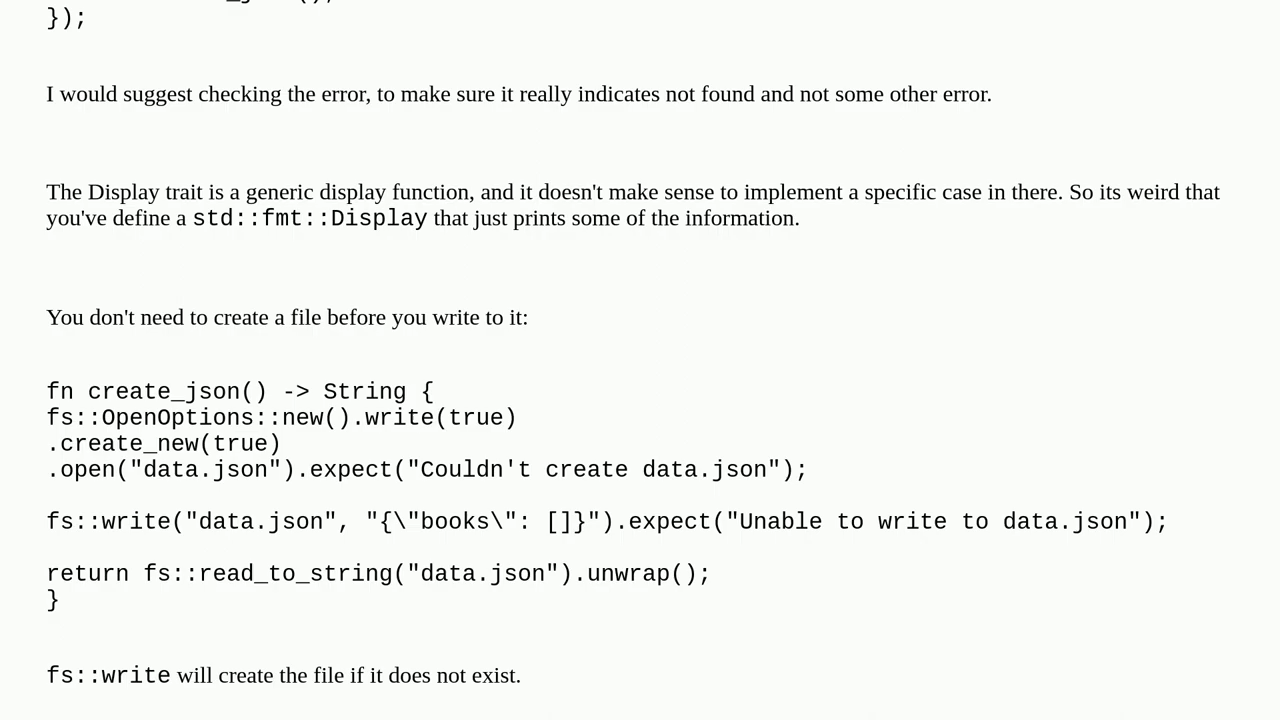 });
I would suggest checking the error, to make sure it really indicates not found and not some other error.
The Display trait is a generic display function, and it doesn't make sense to implement a specific case in there. So its weird that
you've define a std::fmt::Display that just prints some of the information.
You don't need to create a file before you write to it:
fn create_json() -> String {
fs::OpenOptions::new().write(true)
.create_new(true)
.open("data.json").expect("Couldn't create data.json");
fs::write("data.json", "{\"books\": []}").expect("Unable to write to data.json");
return fs::read_to_string("data.json").unwrap();
}
fs::write will create the file if it does not exist.